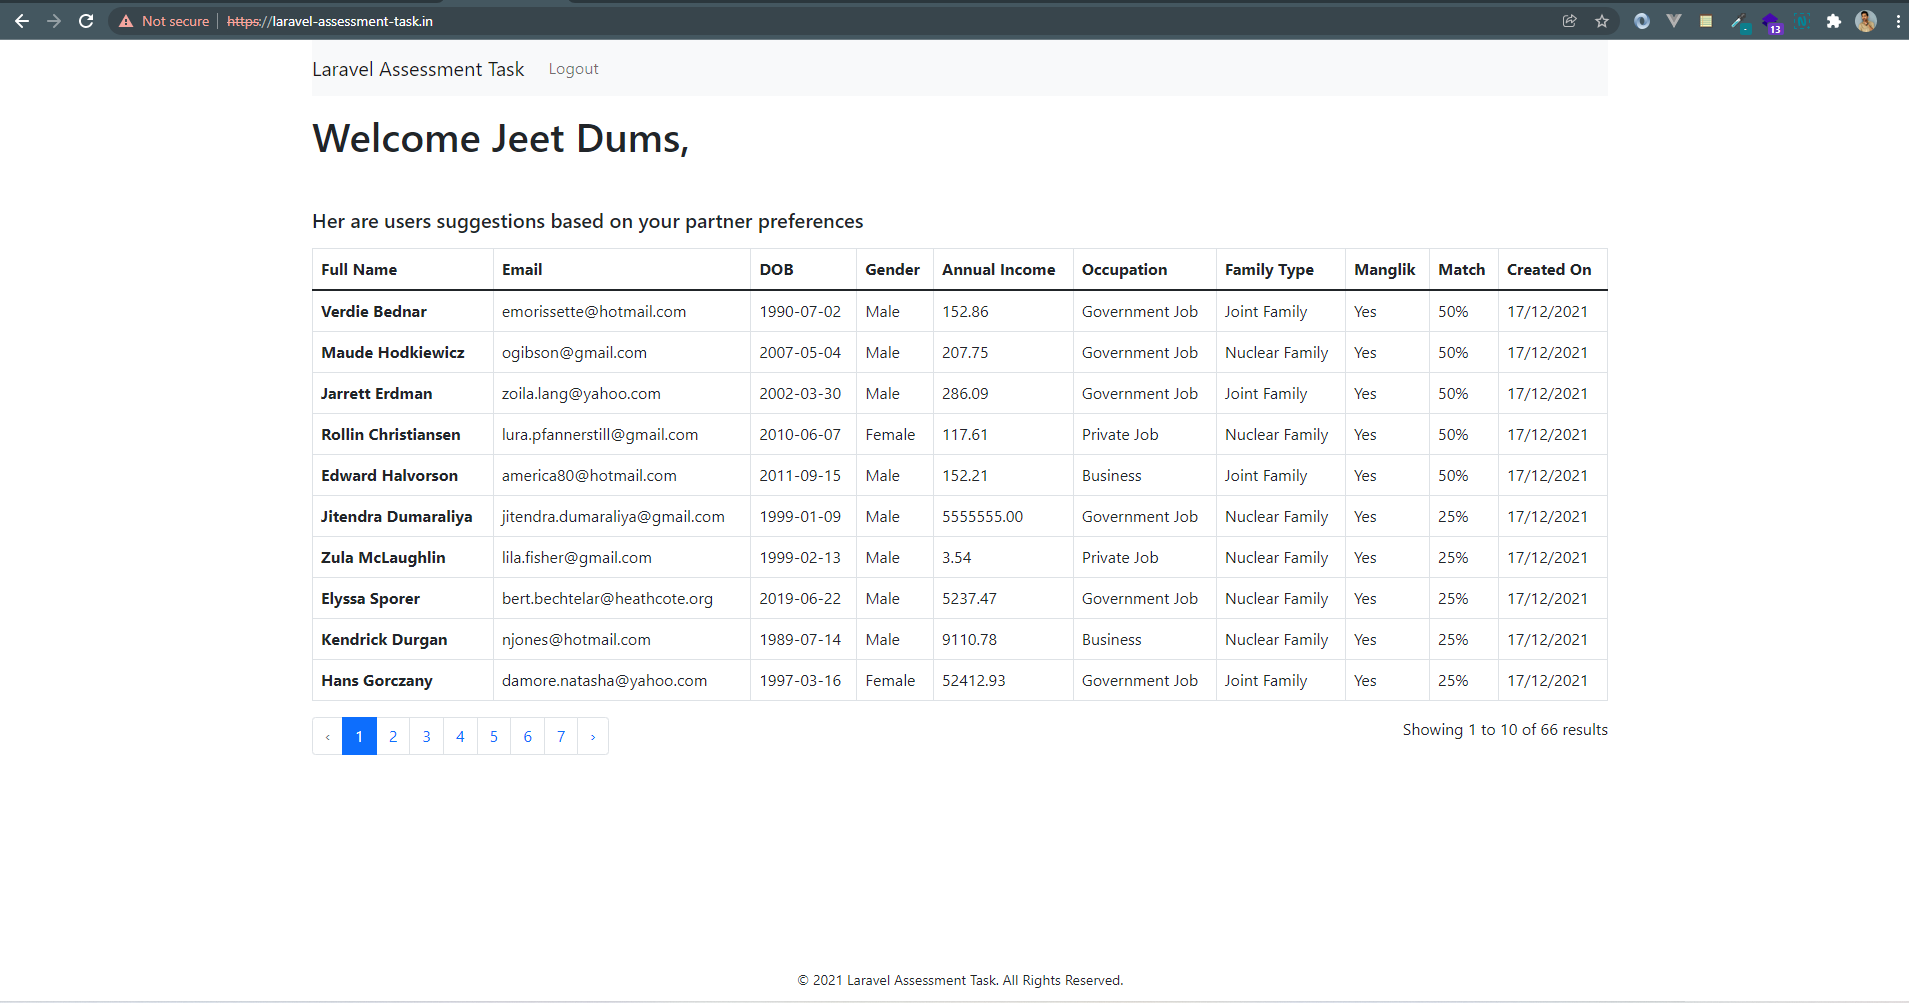 Not secure https://laravel-assessment-task.in
13
Laravel Assessment Task Logout
Welcome Jeet Dums,
Her are users suggestions based on your partner preferences
Full Name Email DOB Gender Annual Income Occupation Family Type Manglik Match Created On
Verdie Bednar emorissette@hotmail.com 1990-07-02 Male 152.86 Government Job Joint Family Yes 50% 17/12/2021
Maude Hodkiewicz ogibson@gmail.com 2007-05-04 Male 207.75 Government Job Nuclear Family Yes 50% 17/12/2021
Jarrett Erdman zoila.lang@yahoo.com 2002-03-30 Male 286.09 Government Job Joint Family Yes 50% 17/12/2021
Rollin Christiansen lura.pfannerstill@gmail.com 2010-06-07 Female 117.61 Private Job Nuclear Family Yes 50% 17/12/2021
Edward Halvorson america80@hotmail.com 2011-09-15 Male 152.21 Business Joint Family Yes 50% 17/12/2021
Jitendra Dumaraliya jitendra.dumaraliya@gmail.com 1999-01-09 Male 5555555.00 Government Job Nuclear Family Yes 25% 17/12/2021
Zula McLaughlin lila.fisher@gmail.com 1999-02-13 Male 3.54 Private Job Nuclear Family Yes 25% 17/12/2021
Elyssa Sporer bert.bechtelar@heathcote.org 2019-06-22 Male 5237.47 Government Job Nuclear Family Yes 25% 17/12/2021
Kendrick Durgan njones@hotmail.com 1989-07-14 Male 9110.78 Business Nuclear Family Yes 25% 17/12/2021
Hans Gorczany damore.natasha@yahoo.com 1997-03-16 Female 52412.93 Government Job Joint Family Yes 25% 17/12/2021
‹ 1 2 3 4 5 6 7 › Showing 1 to 10 of 66 results
© 2021 Laravel Assessment Task. All Rights Reserved.